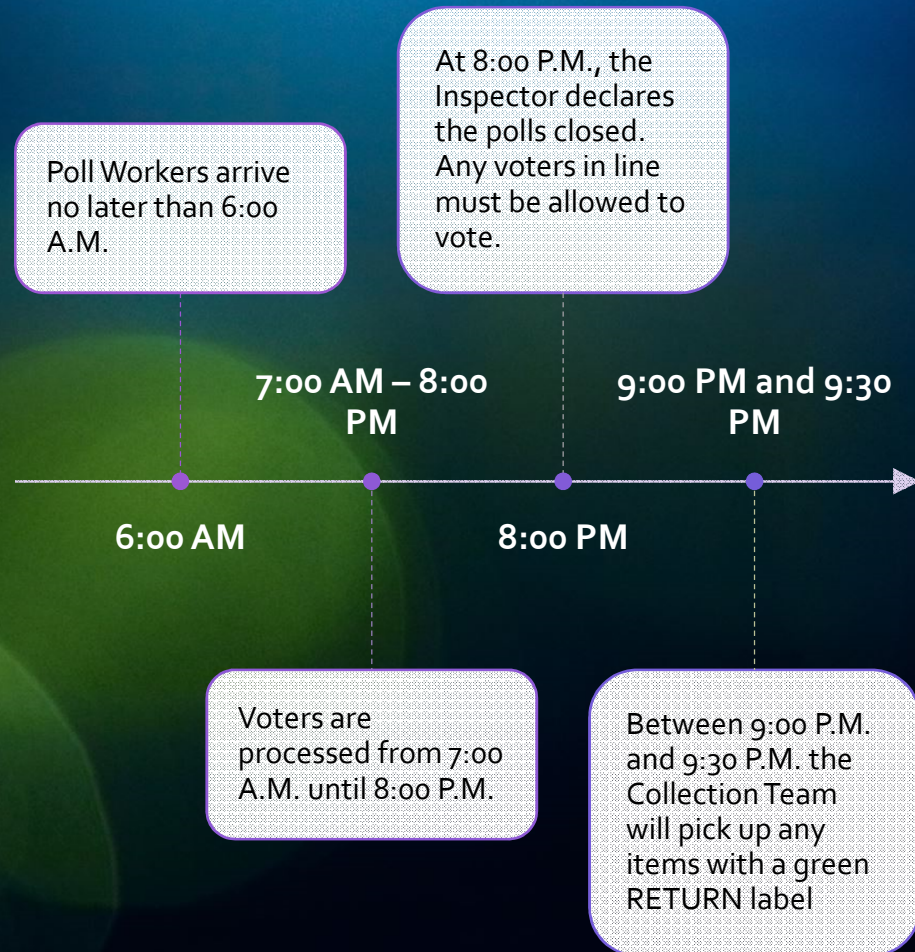 At 8:00 P.M., the
Inspector declares
the polls closed.
Any voters in line
must be allowed to
vote.
Poll Workers arrive
no later than 6:00
A.M.
7:00 AM – 8:00
PM
9:00 PM and 9:30
PM
6:00 AM
8:00 PM
Voters are
processed from 7:00
A.M. until 8:00 P.M.
Between 9:00 P.M.
and 9:30 P.M. the
Collection Team
will pick up any
items with a green
RETURN label